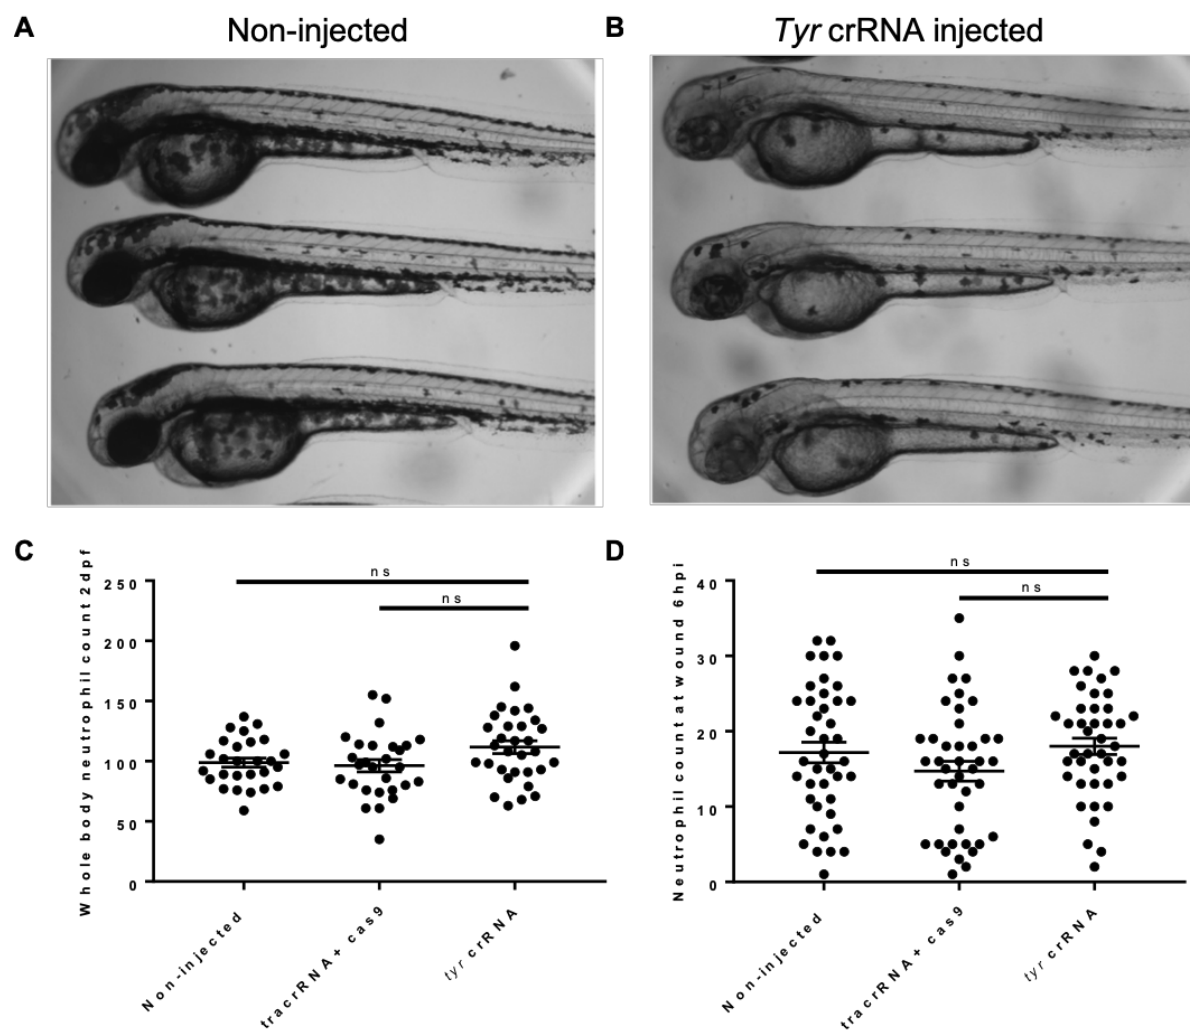 A
Non-injected
B
Tyr crRNA injected
C
Whole body neutrophil count 2dpf
250
200
150
100
50
0
ns
ns
Non-injected
tracrRNA+ cas9
tyr crRNA
D
Neutrophil count at wound 6hpi
40
30
20
10
0
ns
ns
Non-injected
tracrRNA+ cas9
tyr crRNA